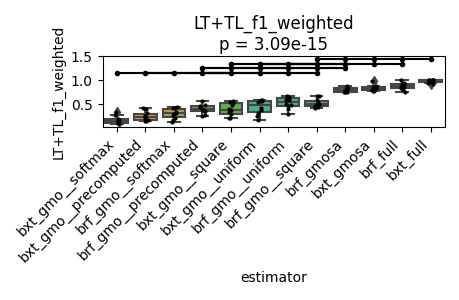 LT+TL_f1_weighted
p = 3.09e-15
LT+TL_f1_weighted
1.5
1.0
0.5
bxt_gmo__softmax
bxt_gmo__precomputed
brf_gmo__softmax
brf_gmo__precomputed
bxt_gmo__square
bxt_gmo__uniform
brf_gmo__uniform
brf_gmo__square
brf_gmosa
bxt_gmosa
brf_full
bxt_full
estimator